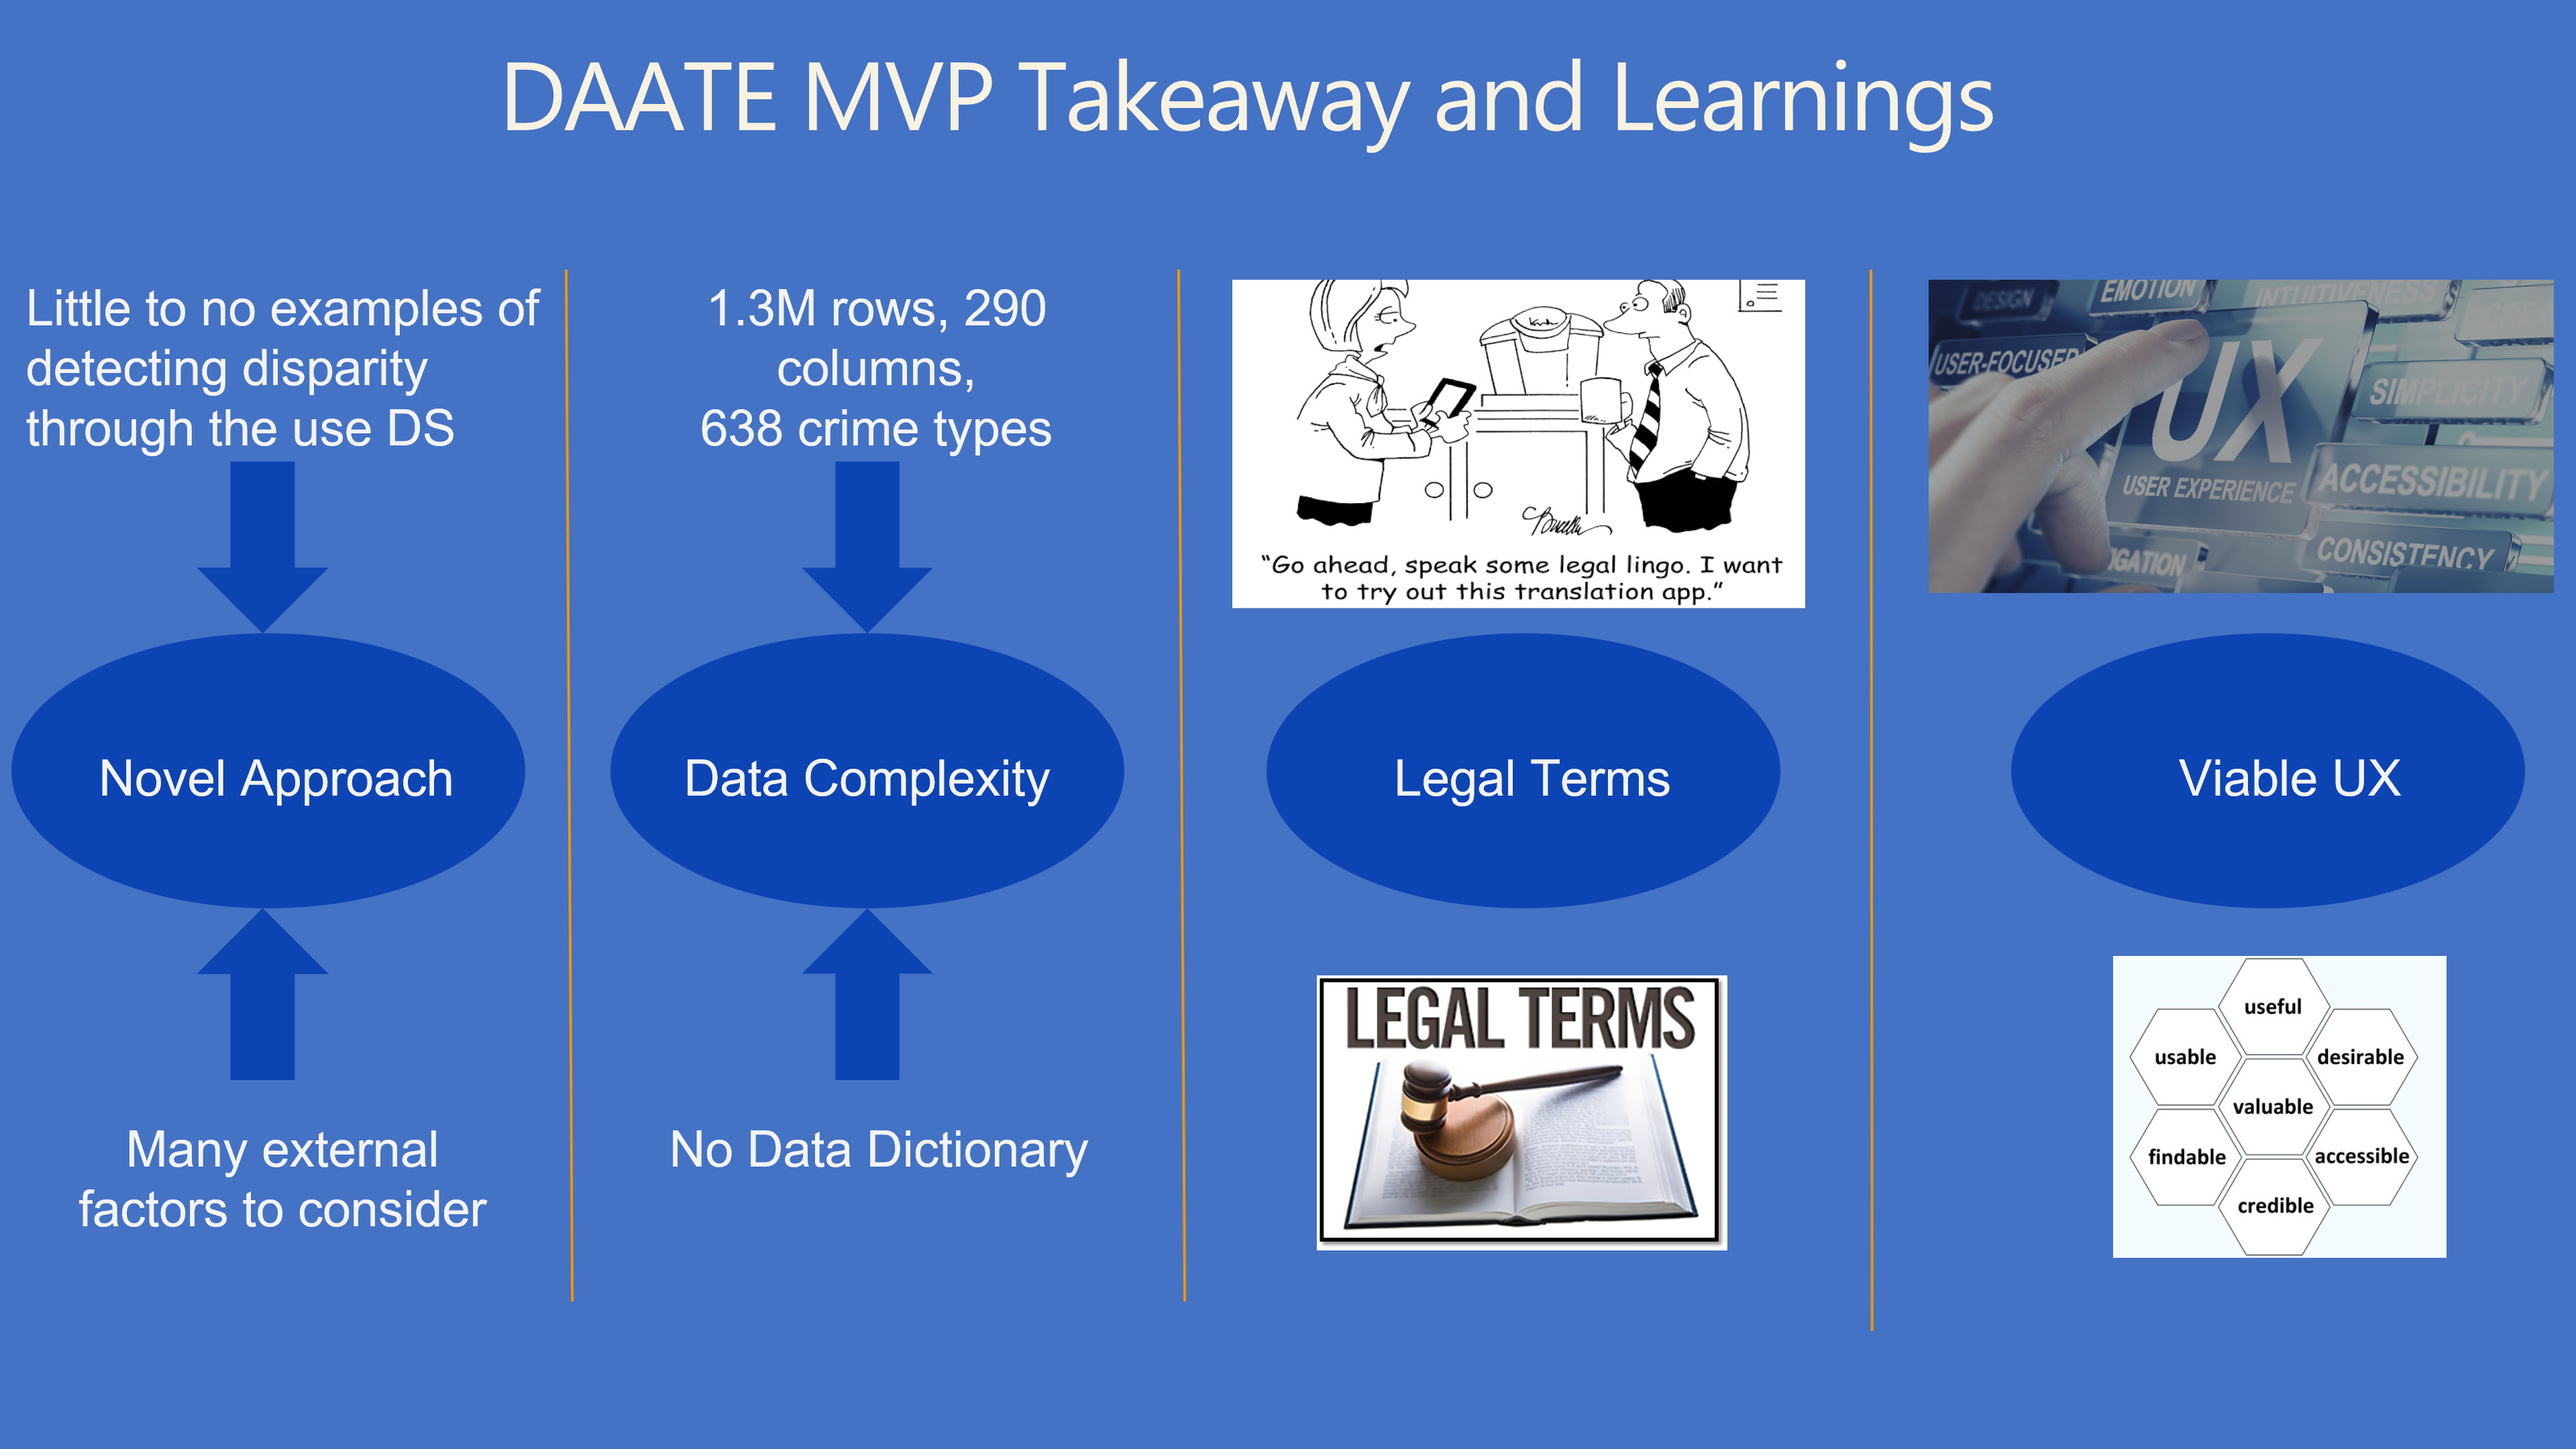 DAATE MVP Takeaway and Learnings
Little to no examples of
detecting disparity
through the use DS
Novel Approach
Many external
factors to consider
1.3M rows, 290
columns,
638 crime types
Data Complexity
No Data Dictionary
“Go ahead, speak some legal lingo. I want
to try out this translation app.”
Legal Terms
LEGAL TERMS
DESIGN
EMOTION
INTUITIVENESS
USER-FOCUSED
UX
USER EXPERIENCE
SIMPLICITY
ACCESSIBILITY
CONSISTENCY
Viable UX
useful
usable
desirable
valuable
findable
accessible
credible